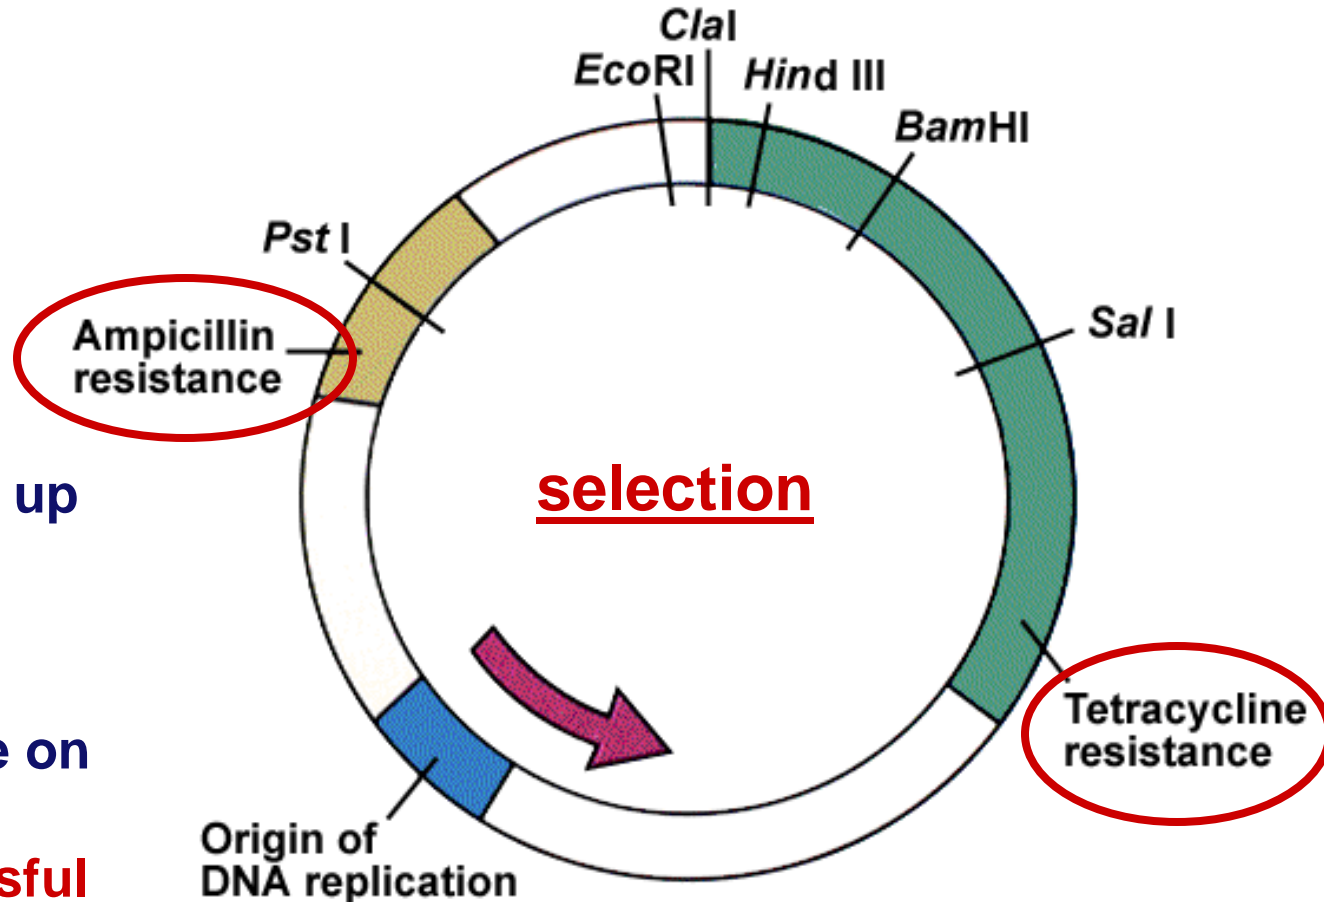 ClaI
EcoRI
Hind III
BamHI
Pst I
Sal I
Ampicillin
resistance
up
selection
Tetracycline
resistance
e on
Origin of
DNA replication
sful